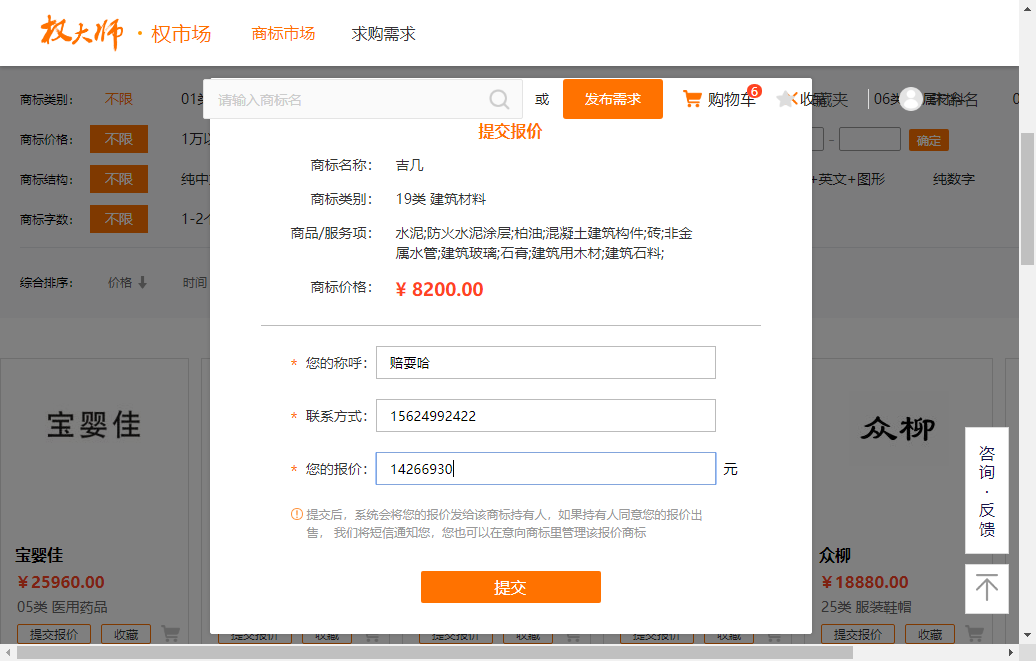 权大师 · 权市场 商标市场 求购需求
请输入商标名 或 发布需求 购物车 6 收藏夹
商标类别： 不限 01类 06类
商标价格： 不限 1万以 - 确定
商标结构： 不限 纯中 +英文+图形 纯数字
商标字数： 不限 1-2个
综合排序： 价格 时间
提交报价
商标名称： 吉几
商标类别： 19类 建筑材料
商品/服务项： 水泥;防火水泥涂层;柏油;混凝土建筑构件;砖;非金
属水管;建筑玻璃;石膏;建筑用木材;建筑石料;
商标价格： ¥ 8200.00
* 您的称呼： 赔耍哈
* 联系方式： 15624992422
* 您的报价： 14266930 元
提交后，系统会将您的报价发给该商标持有人，如果持有人同意您的报价出
售， 我们将短信通知您，您也可以在意向商标里管理该报价商标
提交
宝婴佳
宝婴佳
¥25960.00
05类 医用药品
提交报价 收藏
提交报价 收藏
提交报价 收藏
提交报价 收藏
众柳
众柳
¥18880.00
25类 服装鞋帽
提交报价 收藏
咨
询
·
反
馈